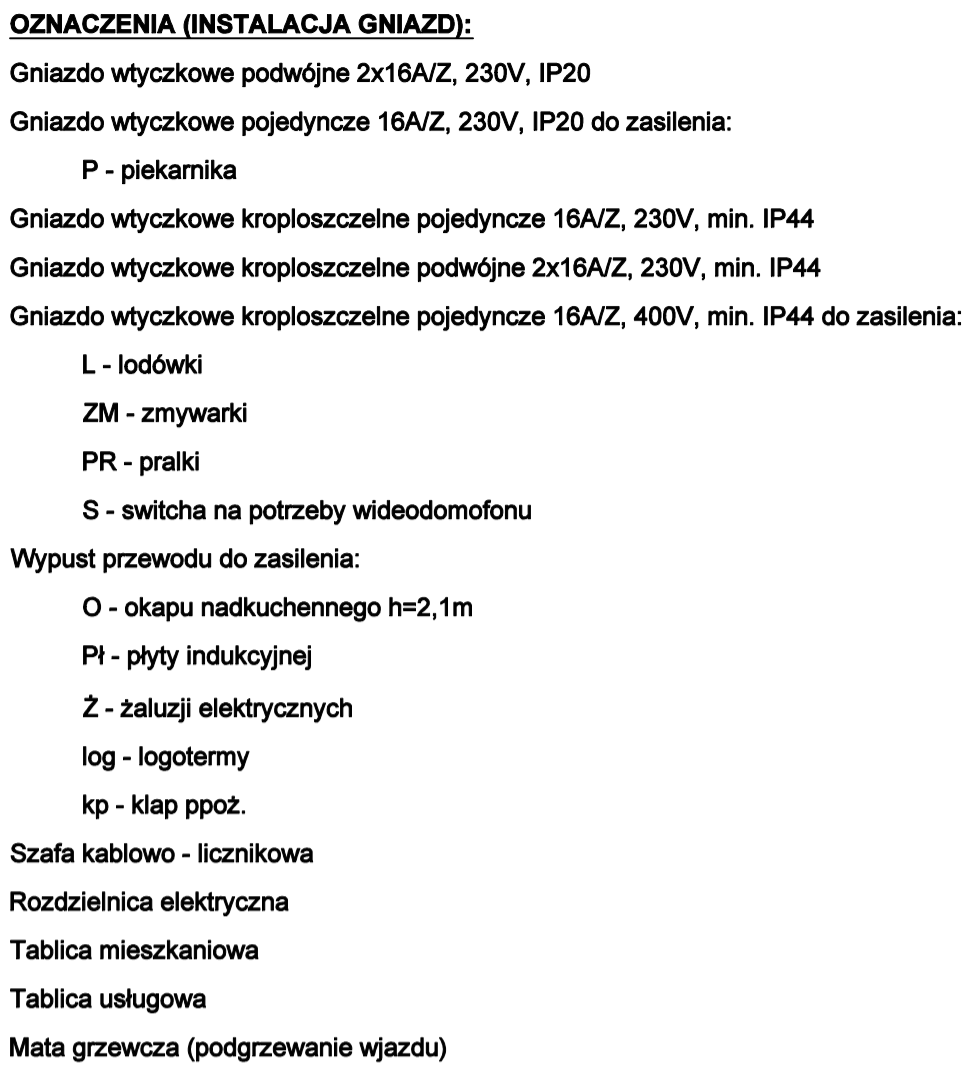 OZNACZENIA (INSTALACJA GNIAZD):
Gniazdo wtyczkowe podwójne 2x16A/Z, 230V, IP20
Gniazdo wtyczkowe pojedyncze 16A/Z, 230V, IP20 do zasilenia:
P - piekarnika
Gniazdo wtyczkowe kroploszczelne pojedyncze 16A/Z, 230V, min. IP44
Gniazdo wtyczkowe kroploszczelne podwójne 2x16A/Z, 230V, min. IP44
Gniazdo wtyczkowe kroploszczelne pojedyncze 16A/Z, 400V, min. IP44 do zasilenia:
L - lodówki
ZM - zmywarki
PR - pralki
S - switcha na potrzeby wideodomofonu
Wypust przewodu do zasilenia:
O - okapu nadkuchennego h=2,1m
Pł - płyty indukcyjnej
Ż - żaluzji elektrycznych
log - logotermy
kp - klap ppoż.
Szafa kablowo - licznikowa
Rozdzielnica elektryczna
Tablica mieszkaniowa
Tablica usługowa
Mata grzewcza (podgrzewanie wjazdu)